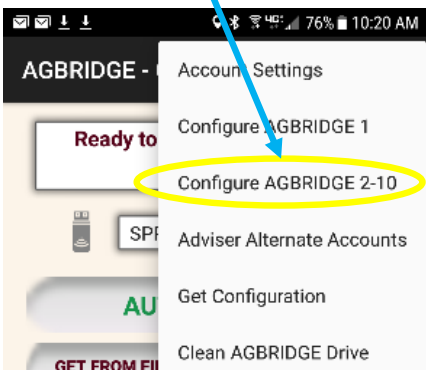 76% 10:20 AM
AGBRIDGE -
Account Settings
Ready to
Configure AGBRIDGE 1
Configure AGBRIDGE 2-10
SPF
Adviser Alternate Accounts
AU
Get Configuration
GET FROM FI
Clean AGBRIDGE Drive